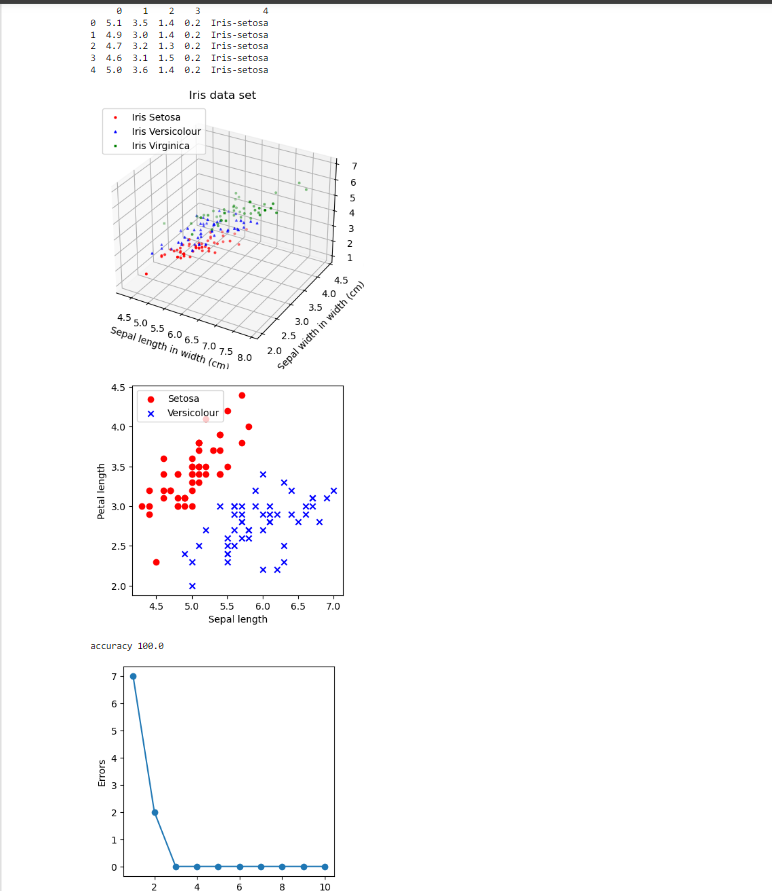 0 1 2 3 4
0 5.1 3.5 1.4 0.2 Iris-setosa
1 4.9 3.0 1.4 0.2 Iris-setosa
2 4.7 3.2 1.3 0.2 Iris-setosa
3 4.6 3.1 1.5 0.2 Iris-setosa
4 5.0 3.6 1.4 0.2 Iris-setosa
Iris data set
Iris Setosa
Iris Versicolour
Iris Virginica
7
6
5
4
3
2
1
4.5
4.0
3.5
3.0
2.5
2.0
Sepal width in width (cm)
4.5 5.0 5.5 6.0 6.5 7.0 7.5 8.0
Sepal length in width (cm)
Setosa
Versicolour
4.5
4.0
3.5
3.0
2.5
2.0
Petal length
4.5 5.0 5.5 6.0 6.5 7.0
Sepal length
accuracy 100.0
7
6
5
4
3
2
1
0
Errors
2 4 6 8 10